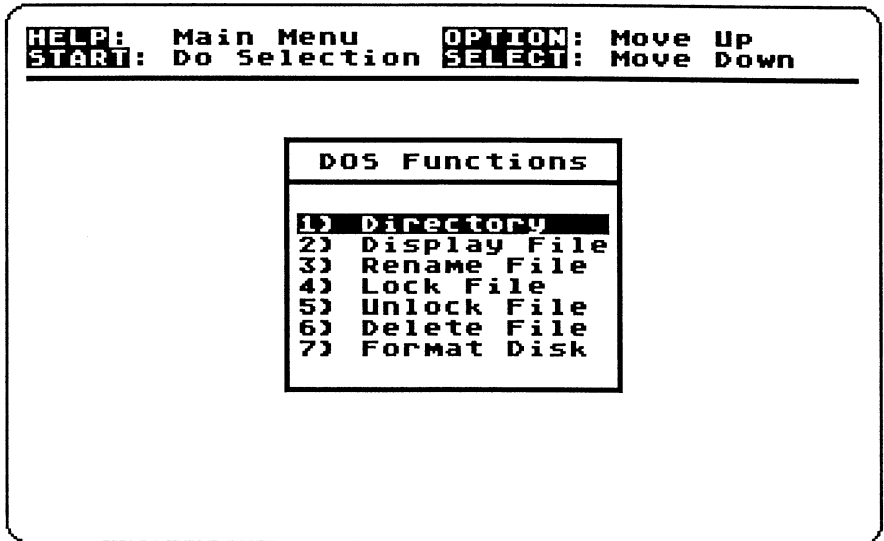 HELP: Main Menu OPTION: Move Up
START: Do Selection SELECT: Move Down
DOS Functions
1) Directory
2) Display File
3) Rename File
4) Lock File
5) Unlock File
6) Delete File
7) Format Disk